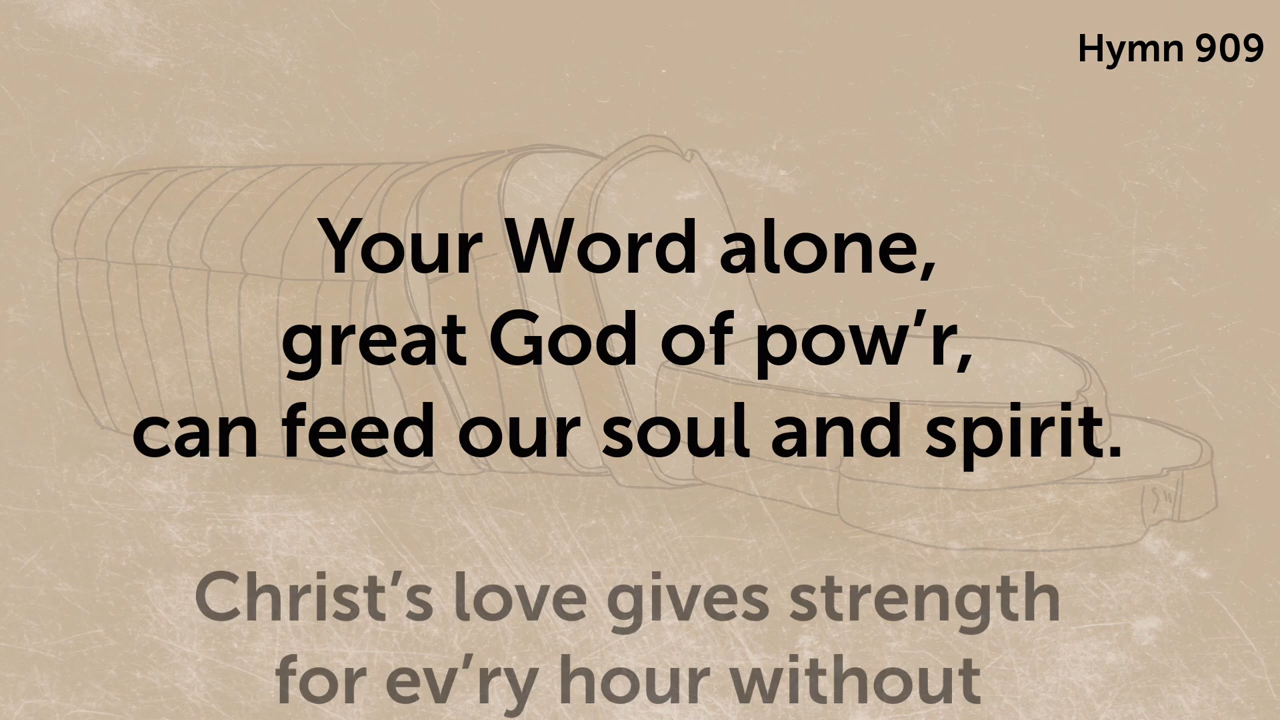 Hymn 909
Your Word alone,
great God of pow’r,
can feed our soul and spirit.
Christ’s love gives strength
for ev’ry hour without